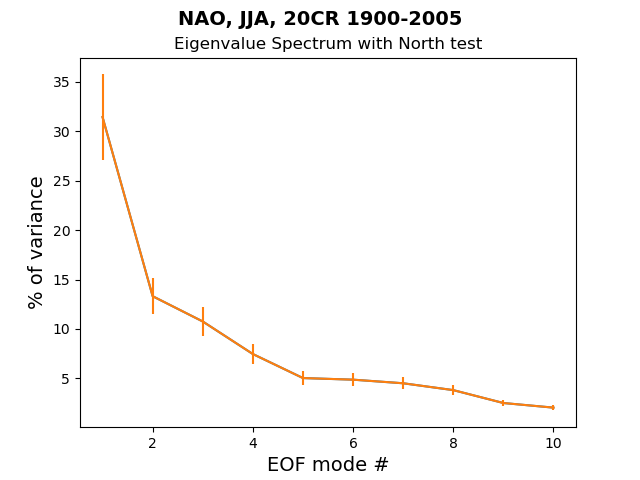 NAO, JJA, 20CR 1900-2005
Eigenvalue Spectrum with North test
35
30
25
20
15
10
5
% of variance
2 4 6 8 10
EOF mode #